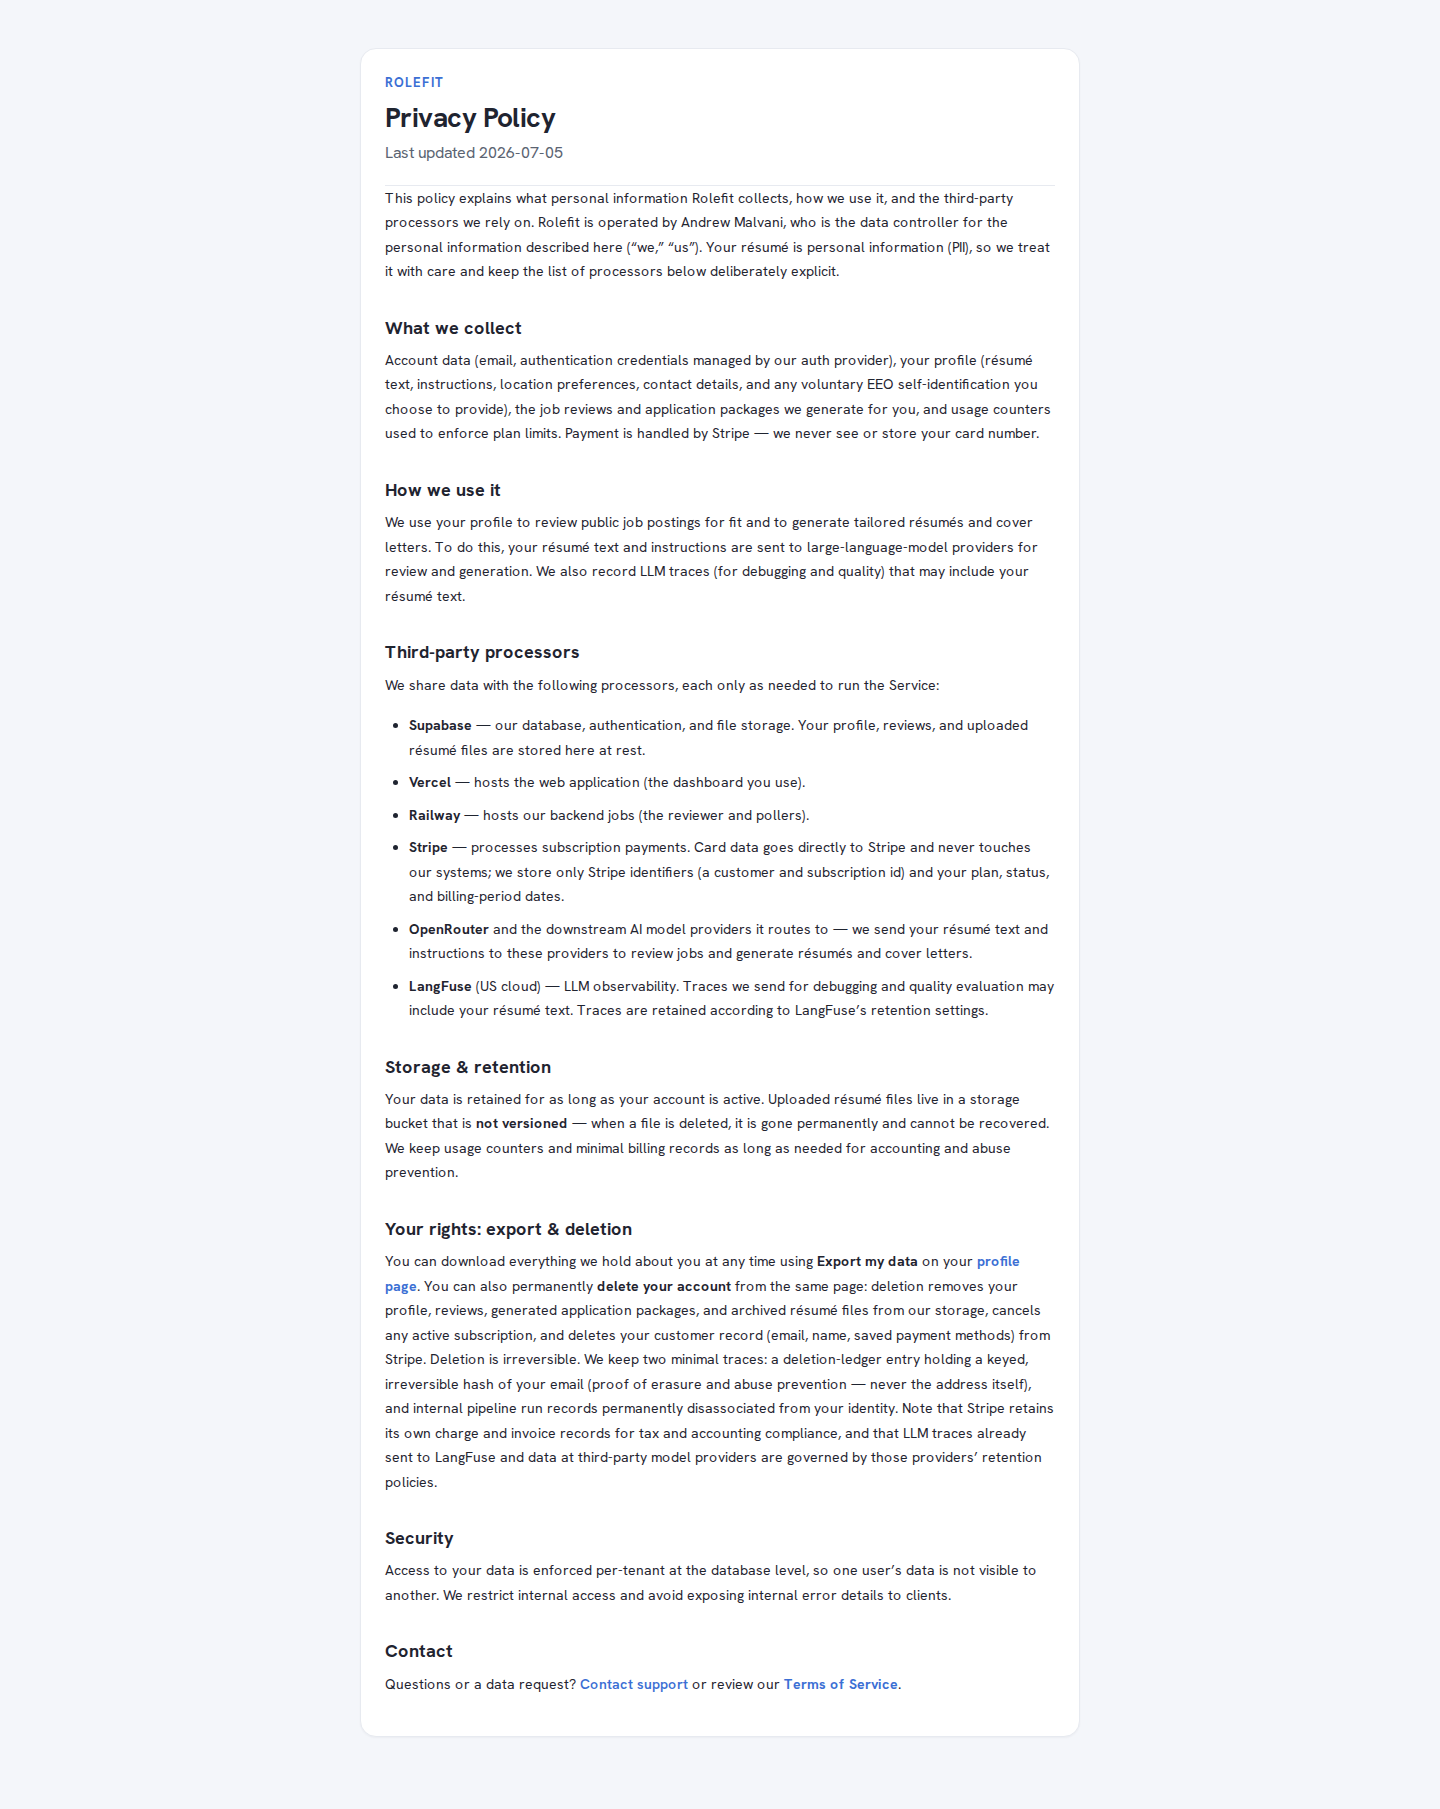 ROLEFIT
Privacy Policy
Last updated 2026-07-05
This policy explains what personal information Rolefit collects, how we use it, and the third-party
processors we rely on. Rolefit is operated by Andrew Malvani, who is the data controller for the
personal information described here (“we,” “us”). Your résumé is personal information (PII), so we treat
it with care and keep the list of processors below deliberately explicit.
What we collect
Account data (email, authentication credentials managed by our auth provider), your profile (résumé
text, instructions, location preferences, contact details, and any voluntary EEO self-identification you
choose to provide), the job reviews and application packages we generate for you, and usage counters
used to enforce plan limits. Payment is handled by Stripe — we never see or store your card number.
How we use it
We use your profile to review public job postings for fit and to generate tailored résumés and cover
letters. To do this, your résumé text and instructions are sent to large-language-model providers for
review and generation. We also record LLM traces (for debugging and quality) that may include your
résumé text.
Third-party processors
We share data with the following processors, each only as needed to run the Service:
• Supabase — our database, authentication, and file storage. Your profile, reviews, and uploaded
résumé files are stored here at rest.
• Vercel — hosts the web application (the dashboard you use).
• Railway — hosts our backend jobs (the reviewer and pollers).
• Stripe — processes subscription payments. Card data goes directly to Stripe and never touches
our systems; we store only Stripe identifiers (a customer and subscription id) and your plan, status,
and billing-period dates.
• OpenRouter and the downstream AI model providers it routes to — we send your résumé text and
instructions to these providers to review jobs and generate résumés and cover letters.
• LangFuse (US cloud) — LLM observability. Traces we send for debugging and quality evaluation may
include your résumé text. Traces are retained according to LangFuse’s retention settings.
Storage & retention
Your data is retained for as long as your account is active. Uploaded résumé files live in a storage
bucket that is not versioned — when a file is deleted, it is gone permanently and cannot be recovered.
We keep usage counters and minimal billing records as long as needed for accounting and abuse
prevention.
Your rights: export & deletion
You can download everything we hold about you at any time using Export my data on your profile
page. You can also permanently delete your account from the same page: deletion removes your
profile, reviews, generated application packages, and archived résumé files from our storage, cancels
any active subscription, and deletes your customer record (email, name, saved payment methods) from
Stripe. Deletion is irreversible. We keep two minimal traces: a deletion-ledger entry holding a keyed,
irreversible hash of your email (proof of erasure and abuse prevention — never the address itself),
and internal pipeline run records permanently disassociated from your identity. Note that Stripe retains
its own charge and invoice records for tax and accounting compliance, and that LLM traces already
sent to LangFuse and data at third-party model providers are governed by those providers’ retention
policies.
Security
Access to your data is enforced per-tenant at the database level, so one user’s data is not visible to
another. We restrict internal access and avoid exposing internal error details to clients.
Contact
Questions or a data request? Contact support or review our Terms of Service.